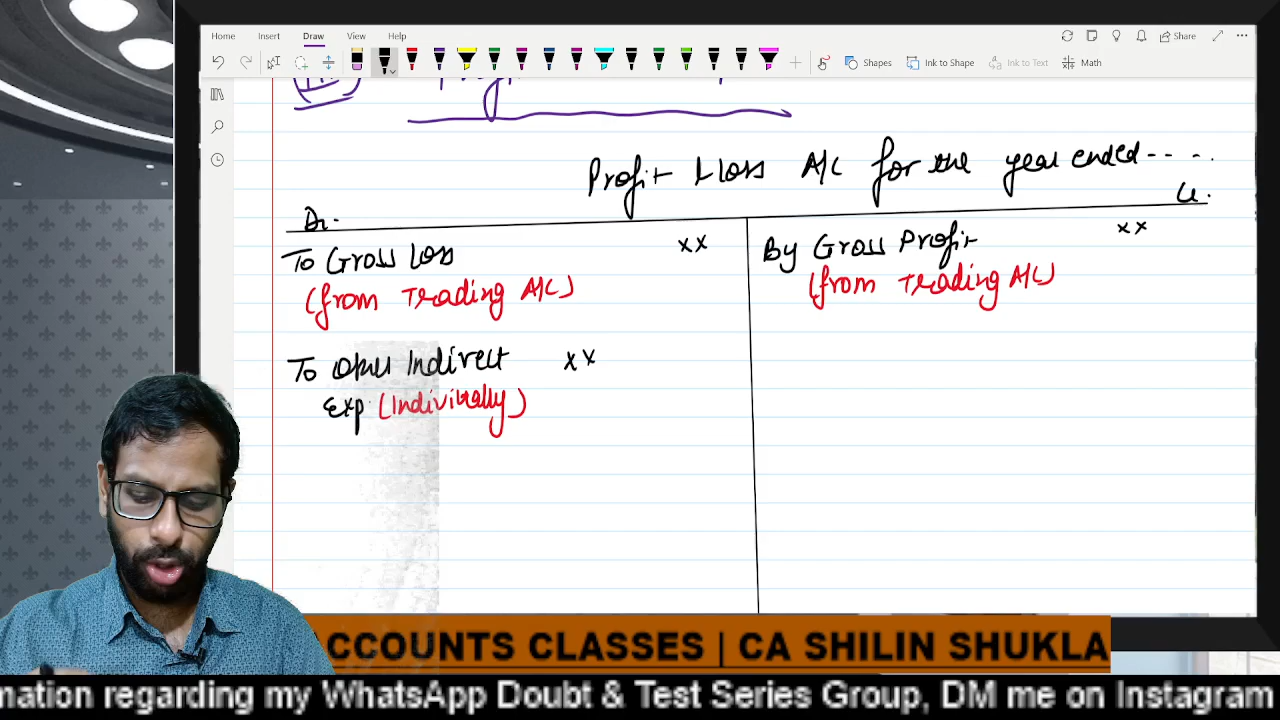 Home Insert Draw View Help
Share
Shapes Ink to Shape Ink to Text Math
Profit & Loss A/c for the year ended-- - .
Dr. Cr.
To Gross Loss xx
(from Trading A/c)
By Gross Profit xx
(from Trading A/c)
To Other Indirect xx
Exp (Indivitally)
ACCOUNTS CLASSES | CA SHILIN SHUKLA
mation regarding my WhatsApp Doubt & Test Series Group, DM me on Instagram